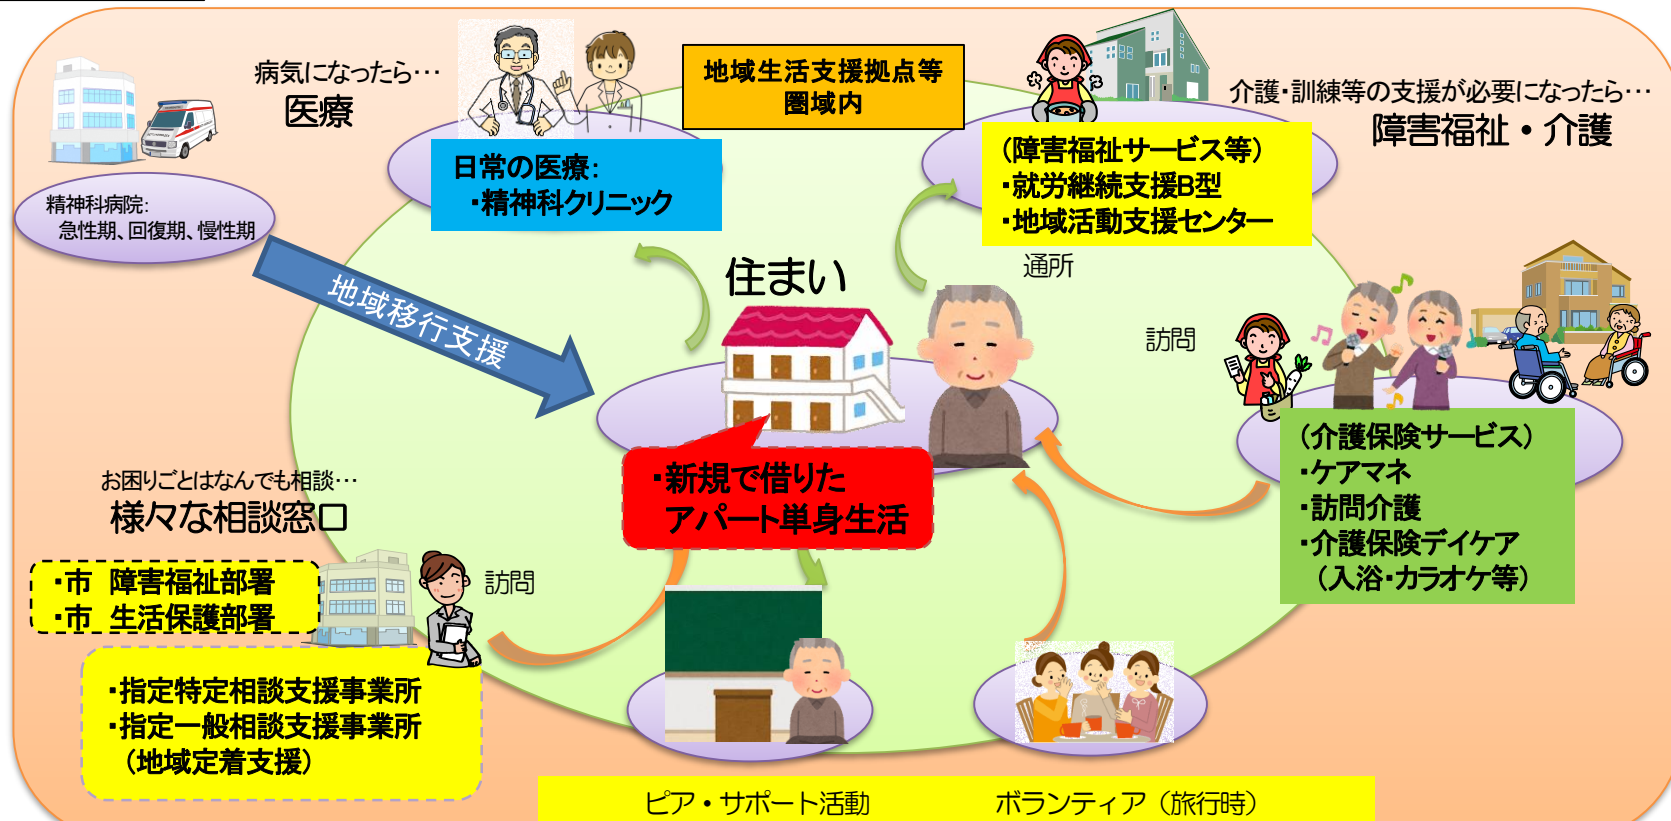 病気になったら…
医療
精神科病院：
急性期、回復期、慢性期
日常の医療：
・精神科クリニック
地域生活支援拠点等
圏域内
介護・訓練等の支援が必要になったら…
障害福祉・介護
（障害福祉サービス等）
・就労継続支援B型
・地域活動支援センター
通所
地域移行支援
住まい
訪問
・新規で借りた
アパート単身生活
（介護保険サービス）
・ケアマネ
・訪問介護
・介護保険デイケア
（入浴・カラオケ等）
お困りごとはなんでも相談…
様々な相談窓口
・市　障害福祉部署
・市　生活保護部署
訪問
・指定特定相談支援事業所
・指定一般相談支援事業所
（地域定着支援）
ピア・サポート活動
ボランティア（旅行時）